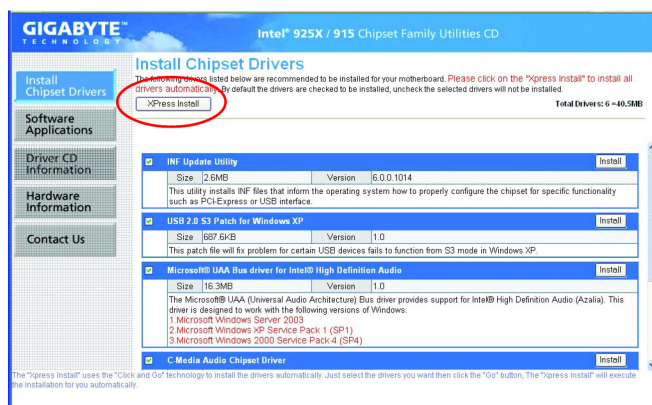 GIGABYTE™
TECHNOLOGY
Intel® 925X / 915 Chipset Family Utilities CD
Install
Chipset Drivers
Software
Applications
Driver CD
Information
Hardware
Information
Contact Us
Install Chipset Drivers
The following drivers listed below are recommended to be installed for your motherboard. Please click on the "Xpress Install" to install all
drivers automatically. By default the drivers are checked to be installed, uncheck the selected drivers will not be installed.
XPress Install
Total Drivers: 6 =40.5MB
INF Update Utility Install
Size 2.6MB Version 6.0.0.1014
This utility installs INF files that inform the operating system how to properly configure the chipset for specific functionality
such as PCI-Express or USB interface.
USB 2.0 S3 Patch for Windows XP Install
Size 687.6KB Version 1.0
This patch file will fix problem for certain USB devices fails to function from S3 mode in Windows XP.
Microsoft® UAA Bus driver for Intel® High Definition Audio Install
Size 16.3MB Version 1.0
The Microsoft® UAA (Universal Audio Architecture) Bus driver provides support for Intel® High Definition Audio (Azalia). This
driver is designed to work with the following versions of Windows:
1.Microsoft Windows Server 2003
2.Microsoft Windows XP Service Pack 1 (SP1)
3.Microsoft Windows 2000 Service Pack 4 (SP4)
C-Media Audio Chipset Driver Install
The "Xpress Install" uses the "Click and Go" technology to install the drivers automatically. Just select the drivers you want then click the "Go" button, The "Xpress Install" will execute
the installation for you automatically.